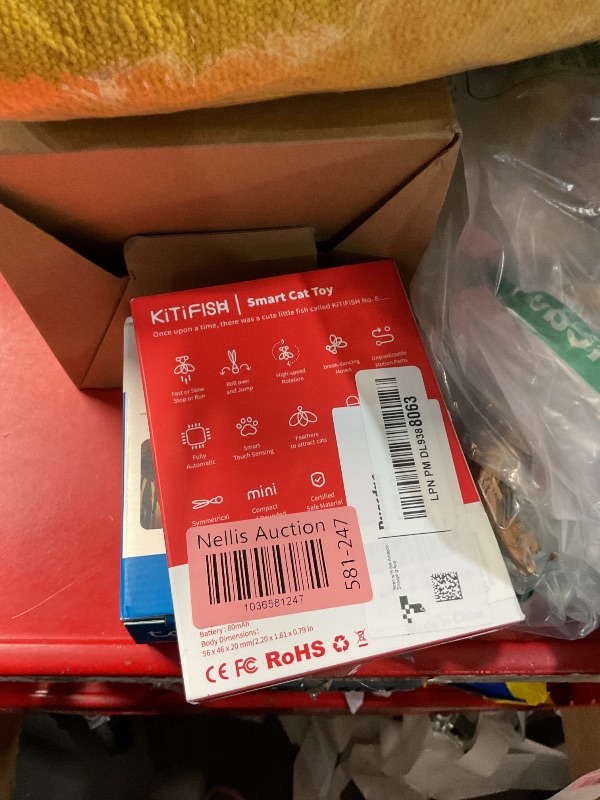 KiTiFiSH | Smart Cat Toy
Once upon a time, there was a cute little fish called KiTiFiSH No. 8......
Fast or Slow
Stop or Run
Roll over
and Jump
High-speed
Rotation
break-dancing
Moves
Unpredictable
Motion Paths
Fully
Automatic
Smart
Touch Sensing
Feathers
to attract cats
Symmetrical
mini
Compact
Certified
Safe Material
LPN PM DL938 8063
Nellis Auction
1036581247
581-247
Battery : 80mAh
Body Dimensions:
56 x 46 x 20 mm/2.20 x 1.81 x 0.79 in
CE FC RoHS